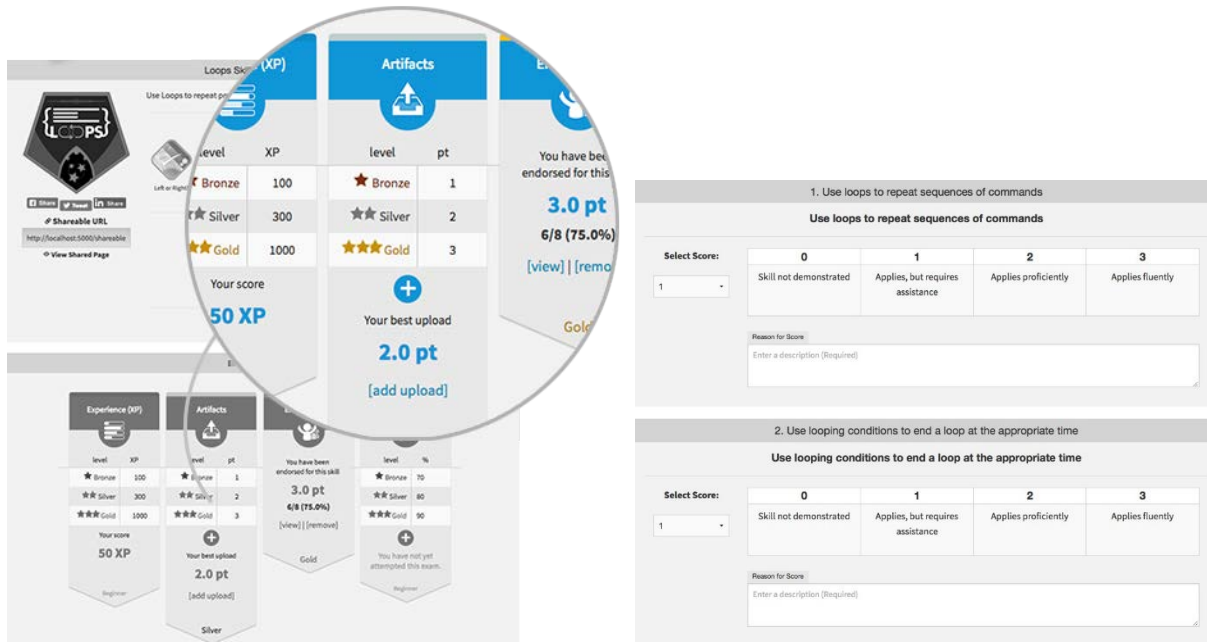 Loops Sk
Use Loops to repeat p
{LOOPS}
Left or Right
Share Tweet Share
Shareable URL
http://localhost:5000/shareable
View Shared Page
(XP)
level XP
Bronze 100
Silver 300
Gold 1000
Your score
50 XP
Artifacts
level pt
Bronze 1
Silver 2
Gold 3
Your best upload
2.0 pt
[add upload]
E
You have bee
endorsed for this
3.0 pt
6/8 (75.0%)
[view] | [remo
Gold
Experience (XP)
level XP
Bronze 100
Silver 300
Gold 1000
Your score
50 XP
Beginner
Artifacts
level pt
Bronze 1
Silver 2
Gold 3
Your best upload
2.0 pt
[add upload]
Silver
You have been
endorsed for this skill
3.0 pt
6/8 (75.0%)
[view] | [remove]
Gold
level %
Bronze 70
Silver 80
Gold 90
You have not yet
attempted this exam.
Beginner
1. Use loops to repeat sequences of commands
Use loops to repeat sequences of commands
Select Score:
1
0 1 2 3
Skill not demonstrated Applies, but requires Applies proficiently Applies fluently
assistance
Reason for Score
Enter a description (Required)
2. Use looping conditions to end a loop at the appropriate time
Use looping conditions to end a loop at the appropriate time
Select Score:
1
0 1 2 3
Skill not demonstrated Applies, but requires Applies proficiently Applies fluently
assistance
Reason for Score
Enter a description (Required)